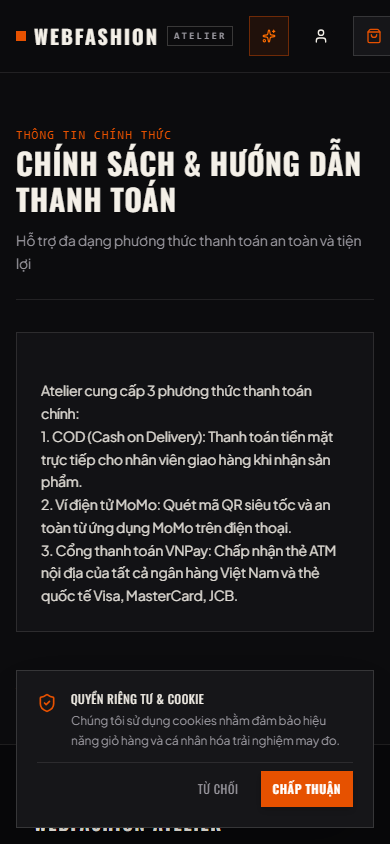 WEBFASHION ATELIER
THÔNG TIN CHÍNH THỨC
CHÍNH SÁCH & HƯỚNG DẪN
THANH TOÁN
Hỗ trợ đa dạng phương thức thanh toán an toàn và tiện
lợi
Atelier cung cấp 3 phương thức thanh toán
chính:
1. COD (Cash on Delivery): Thanh toán tiền mặt
trực tiếp cho nhân viên giao hàng khi nhận sản
phẩm.
2. Ví điện tử MoMo: Quét mã QR siêu tốc và an
toàn từ ứng dụng MoMo trên điện thoại.
3. Cổng thanh toán VNPay: Chấp nhận thẻ ATM
nội địa của tất cả ngân hàng Việt Nam và thẻ
quốc tế Visa, MasterCard, JCB.
QUYỀN RIÊNG TƯ & COOKIE
Chúng tôi sử dụng cookies nhằm đảm bảo hiệu
năng giỏ hàng và cá nhân hóa trải nghiệm may đo.
TỪ CHỐI CHẤP THUẬN